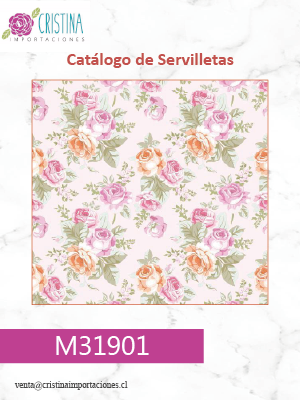 CRISTINA
IMPORTACIONES
Catálogo de Servilletas
M31901
venta@cristinaimportaciones.cl